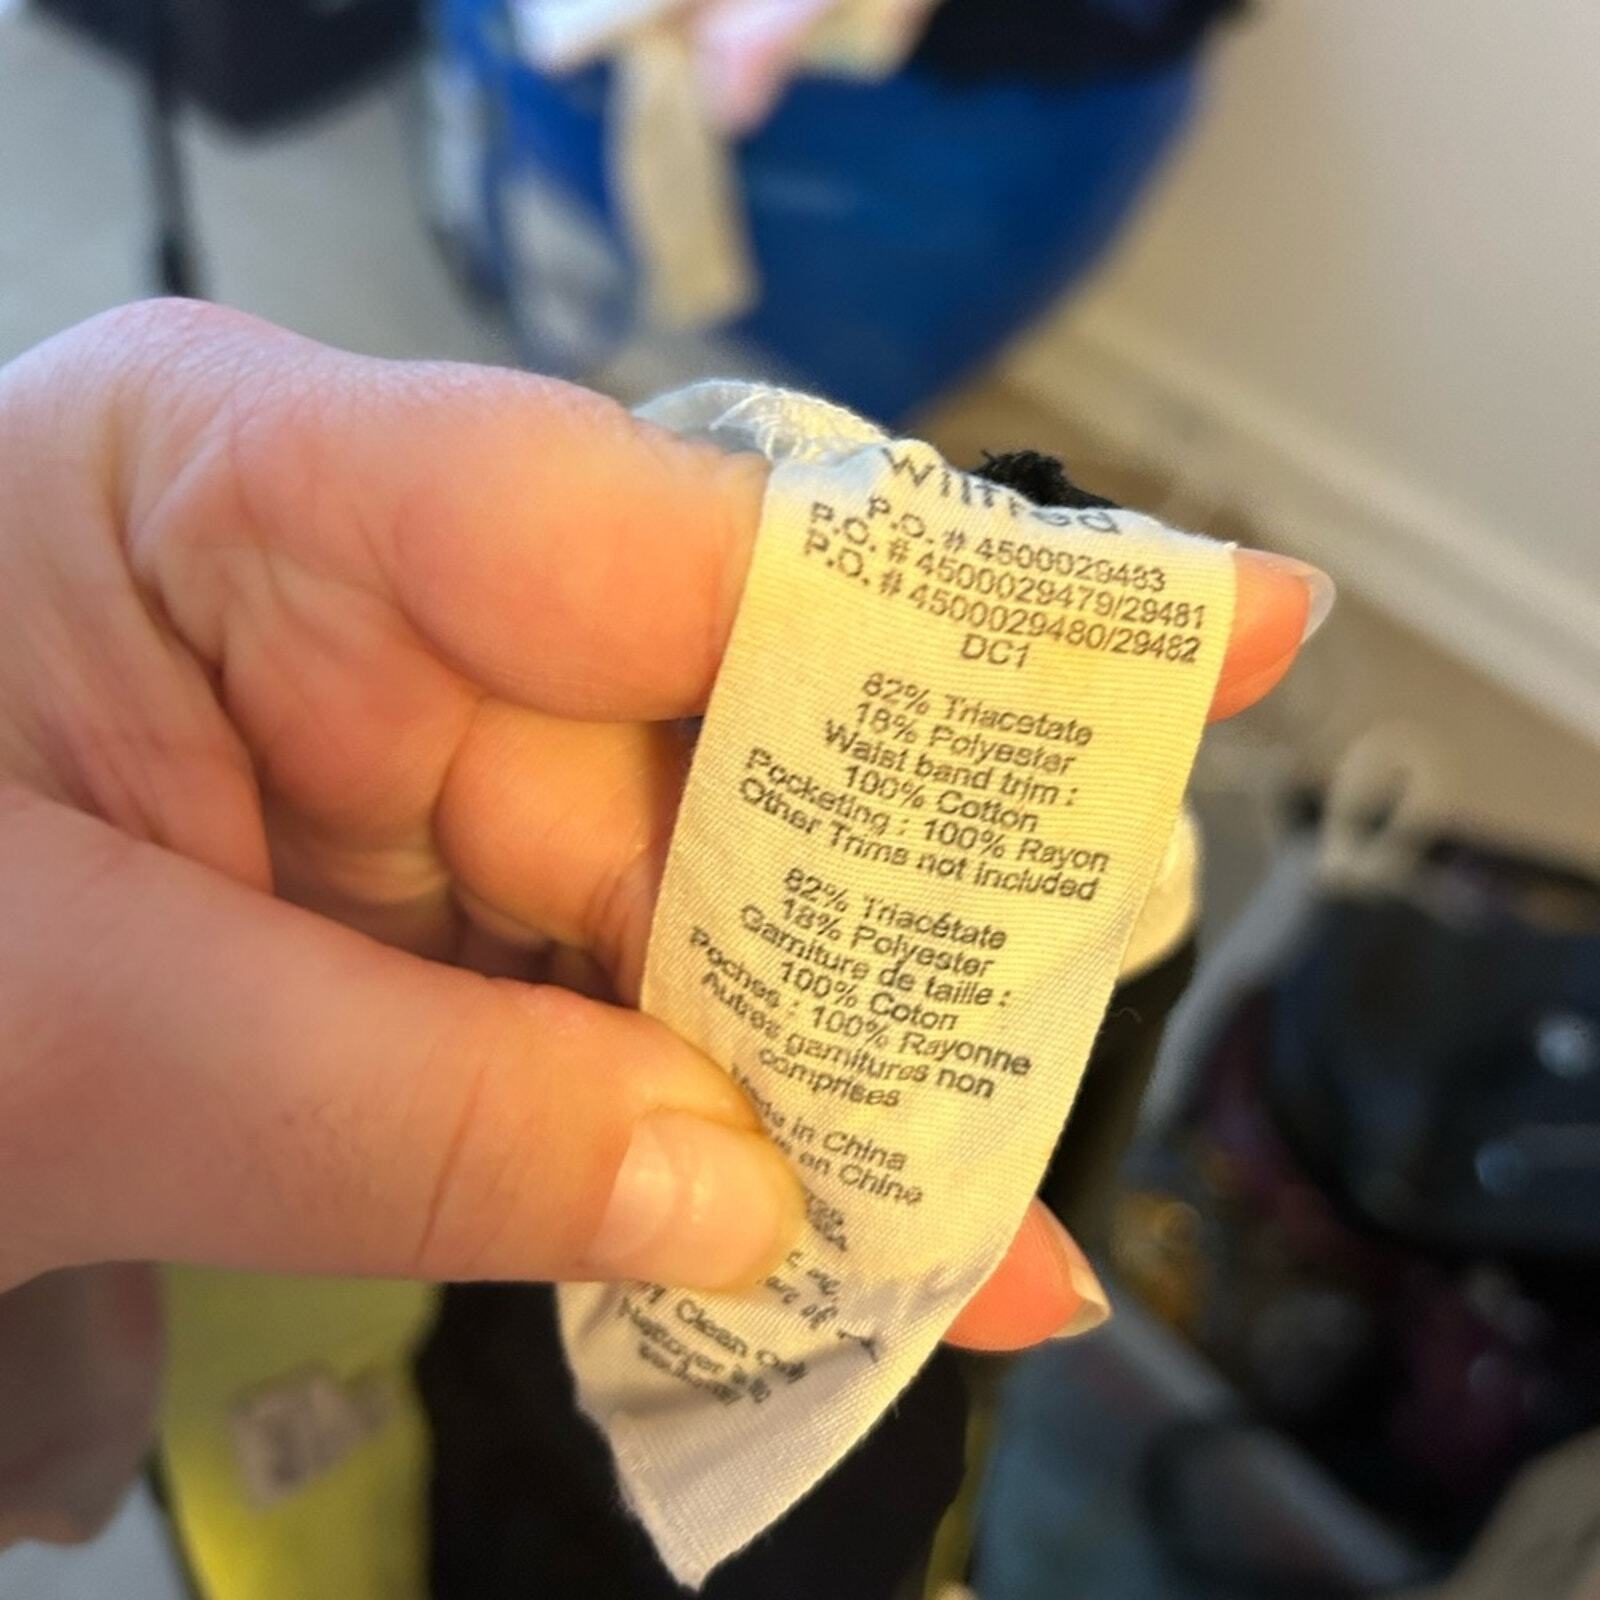 Wilfred
P.O. # 4500029483
P.O. # 4500029479/29481
P.O. # 4500029480/29482
DC1
82% Triacetate
18% Polyester
Waist band trim :
100% Cotton
Pocketing : 100% Rayon
Other Trims not included
82% Triacétate
18% Polyester
Garniture de taille :
100% Coton
Poches : 100% Rayonne
Autres garnitures non
comprises
Made in China
en Chine
Clean only